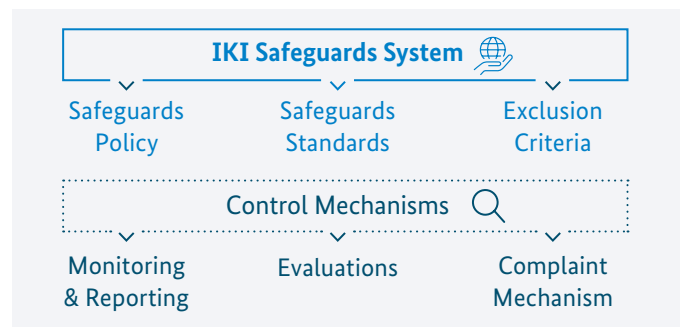 IKI Safeguards System
Safeguards Policy
Safeguards Standards
Exclusion Criteria
Control Mechanisms
Monitoring & Reporting
Evaluations
Complaint Mechanism